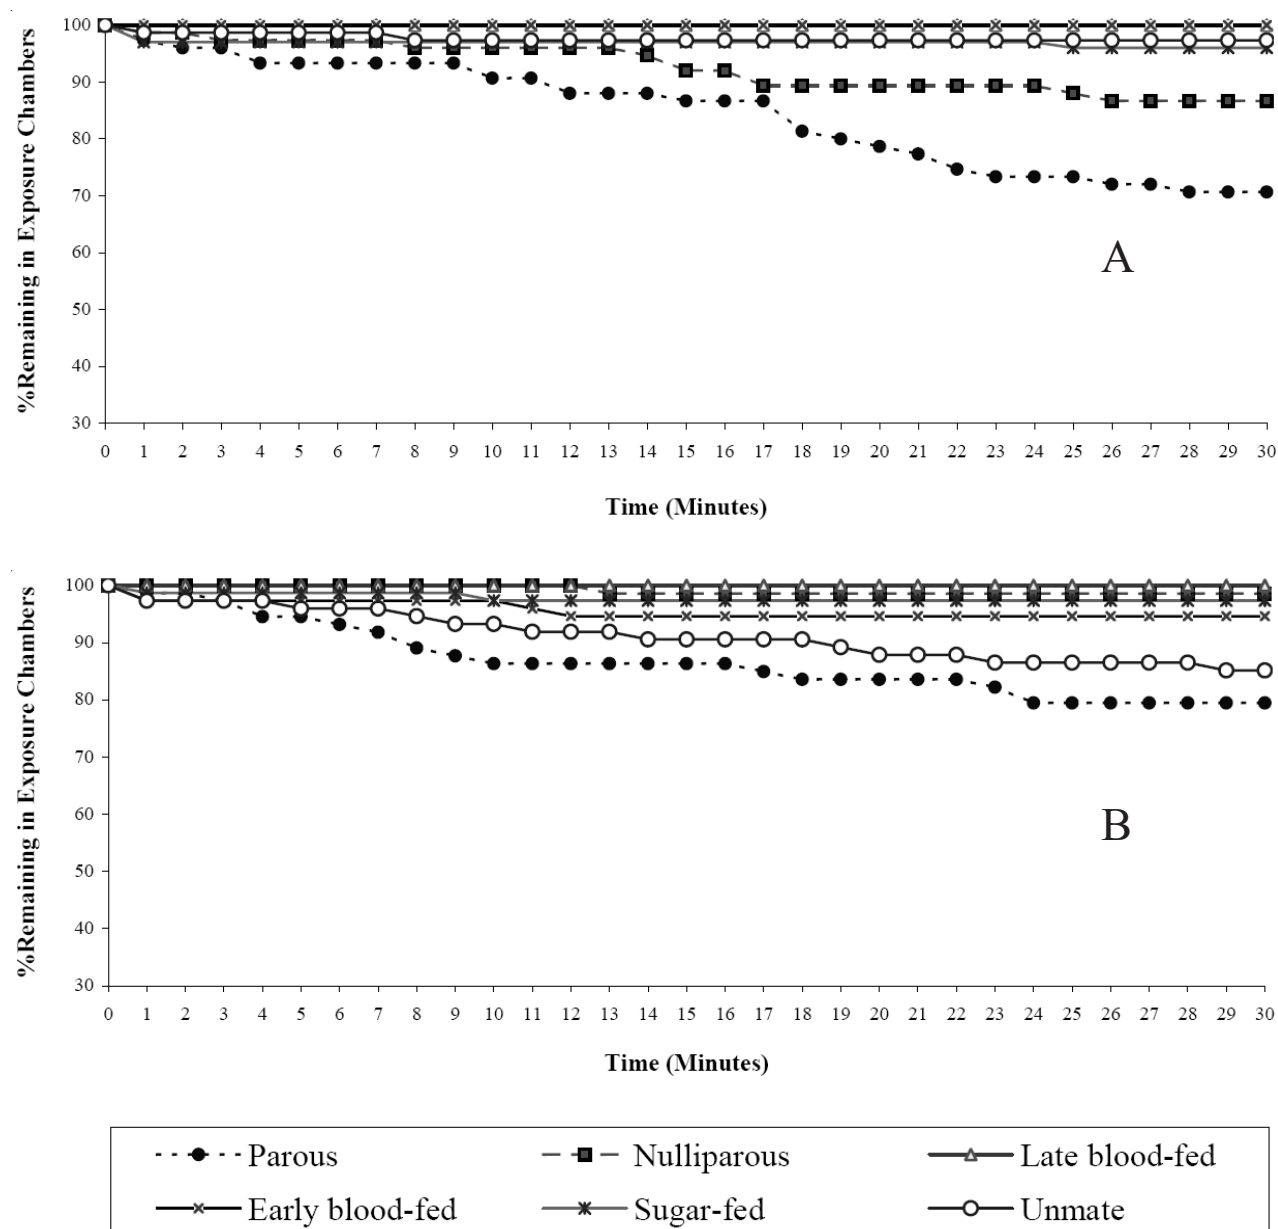 100
90
80
70
60
50
40
30
%Remaining in Exposure Chambers
A
0 1 2 3 4 5 6 7 8 9 10 11 12 13 14 15 16 17 18 19 20 21 22 23 24 25 26 27 28 29 30
Time (Minutes)
100
90
80
70
60
50
40
30
%Remaining in Exposure Chambers
B
0 1 2 3 4 5 6 7 8 9 10 11 12 13 14 15 16 17 18 19 20 21 22 23 24 25 26 27 28 29 30
Time (Minutes)
Parous Nulliparous Late blood-fed
Early blood-fed Sugar-fed Unmate